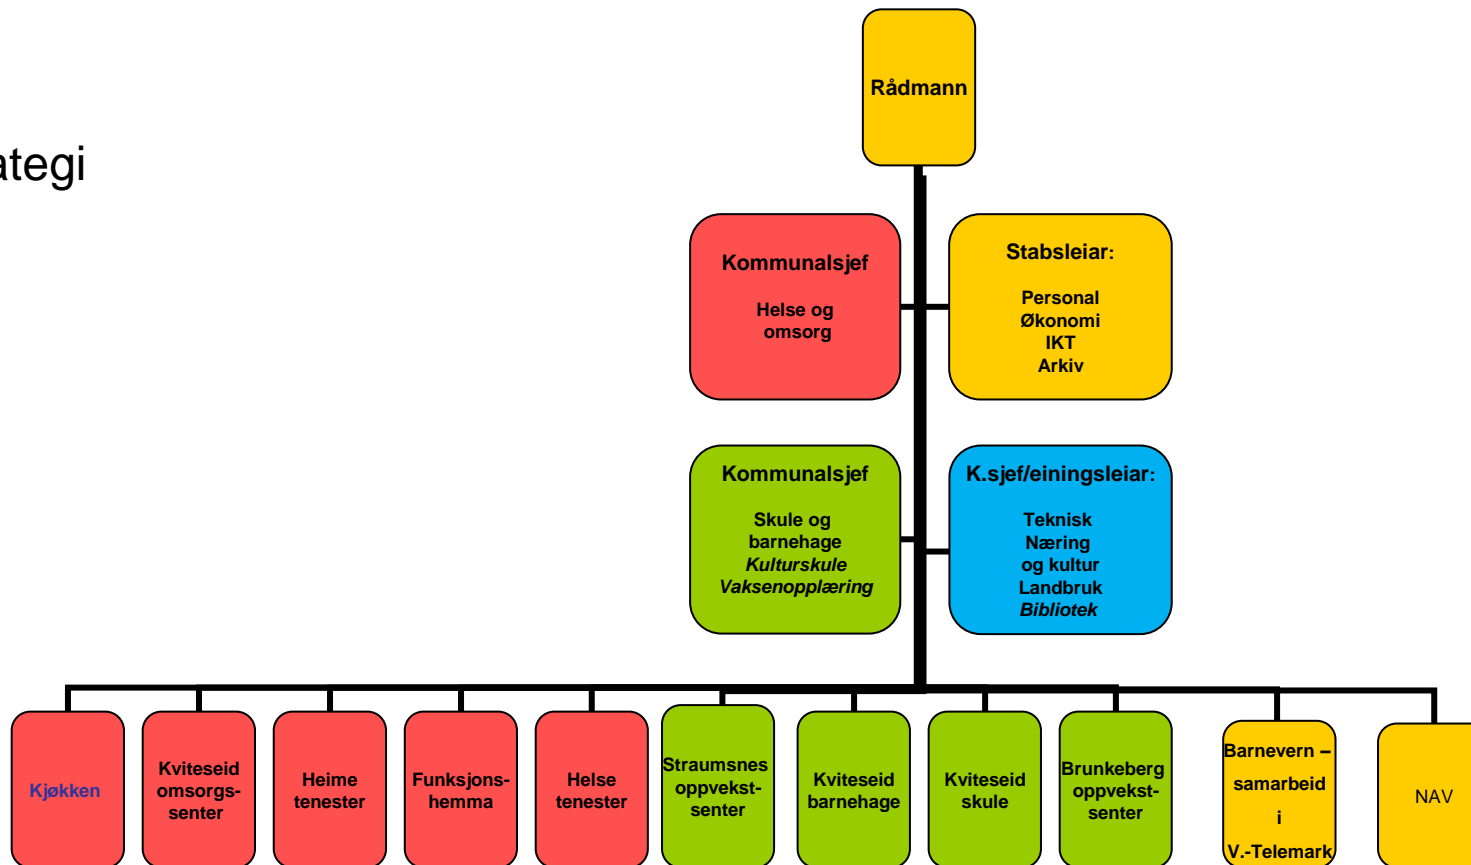 Rådmann
ategi
Kommunalsjef
Helse og
omsorg
Stabsleiar:
Personal
Økonomi
IKT
Arkiv
Kommunalsjef
Skule og
barnehage
Kulturskule
Vaksenopplæring
K.sjef/einingsleiar:
Teknisk
Næring
og kultur
Landbruk
Bibliotek
Kjøkken
Kviteseid
omsorgs-
senter
Heime
tenester
Funksjons-
hemma
Helse
tenester
Straumsnes
oppvekst-
senter
Kviteseid
barnehage
Kviteseid
skule
Brunkeberg
oppvekst-
senter
Barnevern –
samarbeid
i
V.-Telemark
NAV